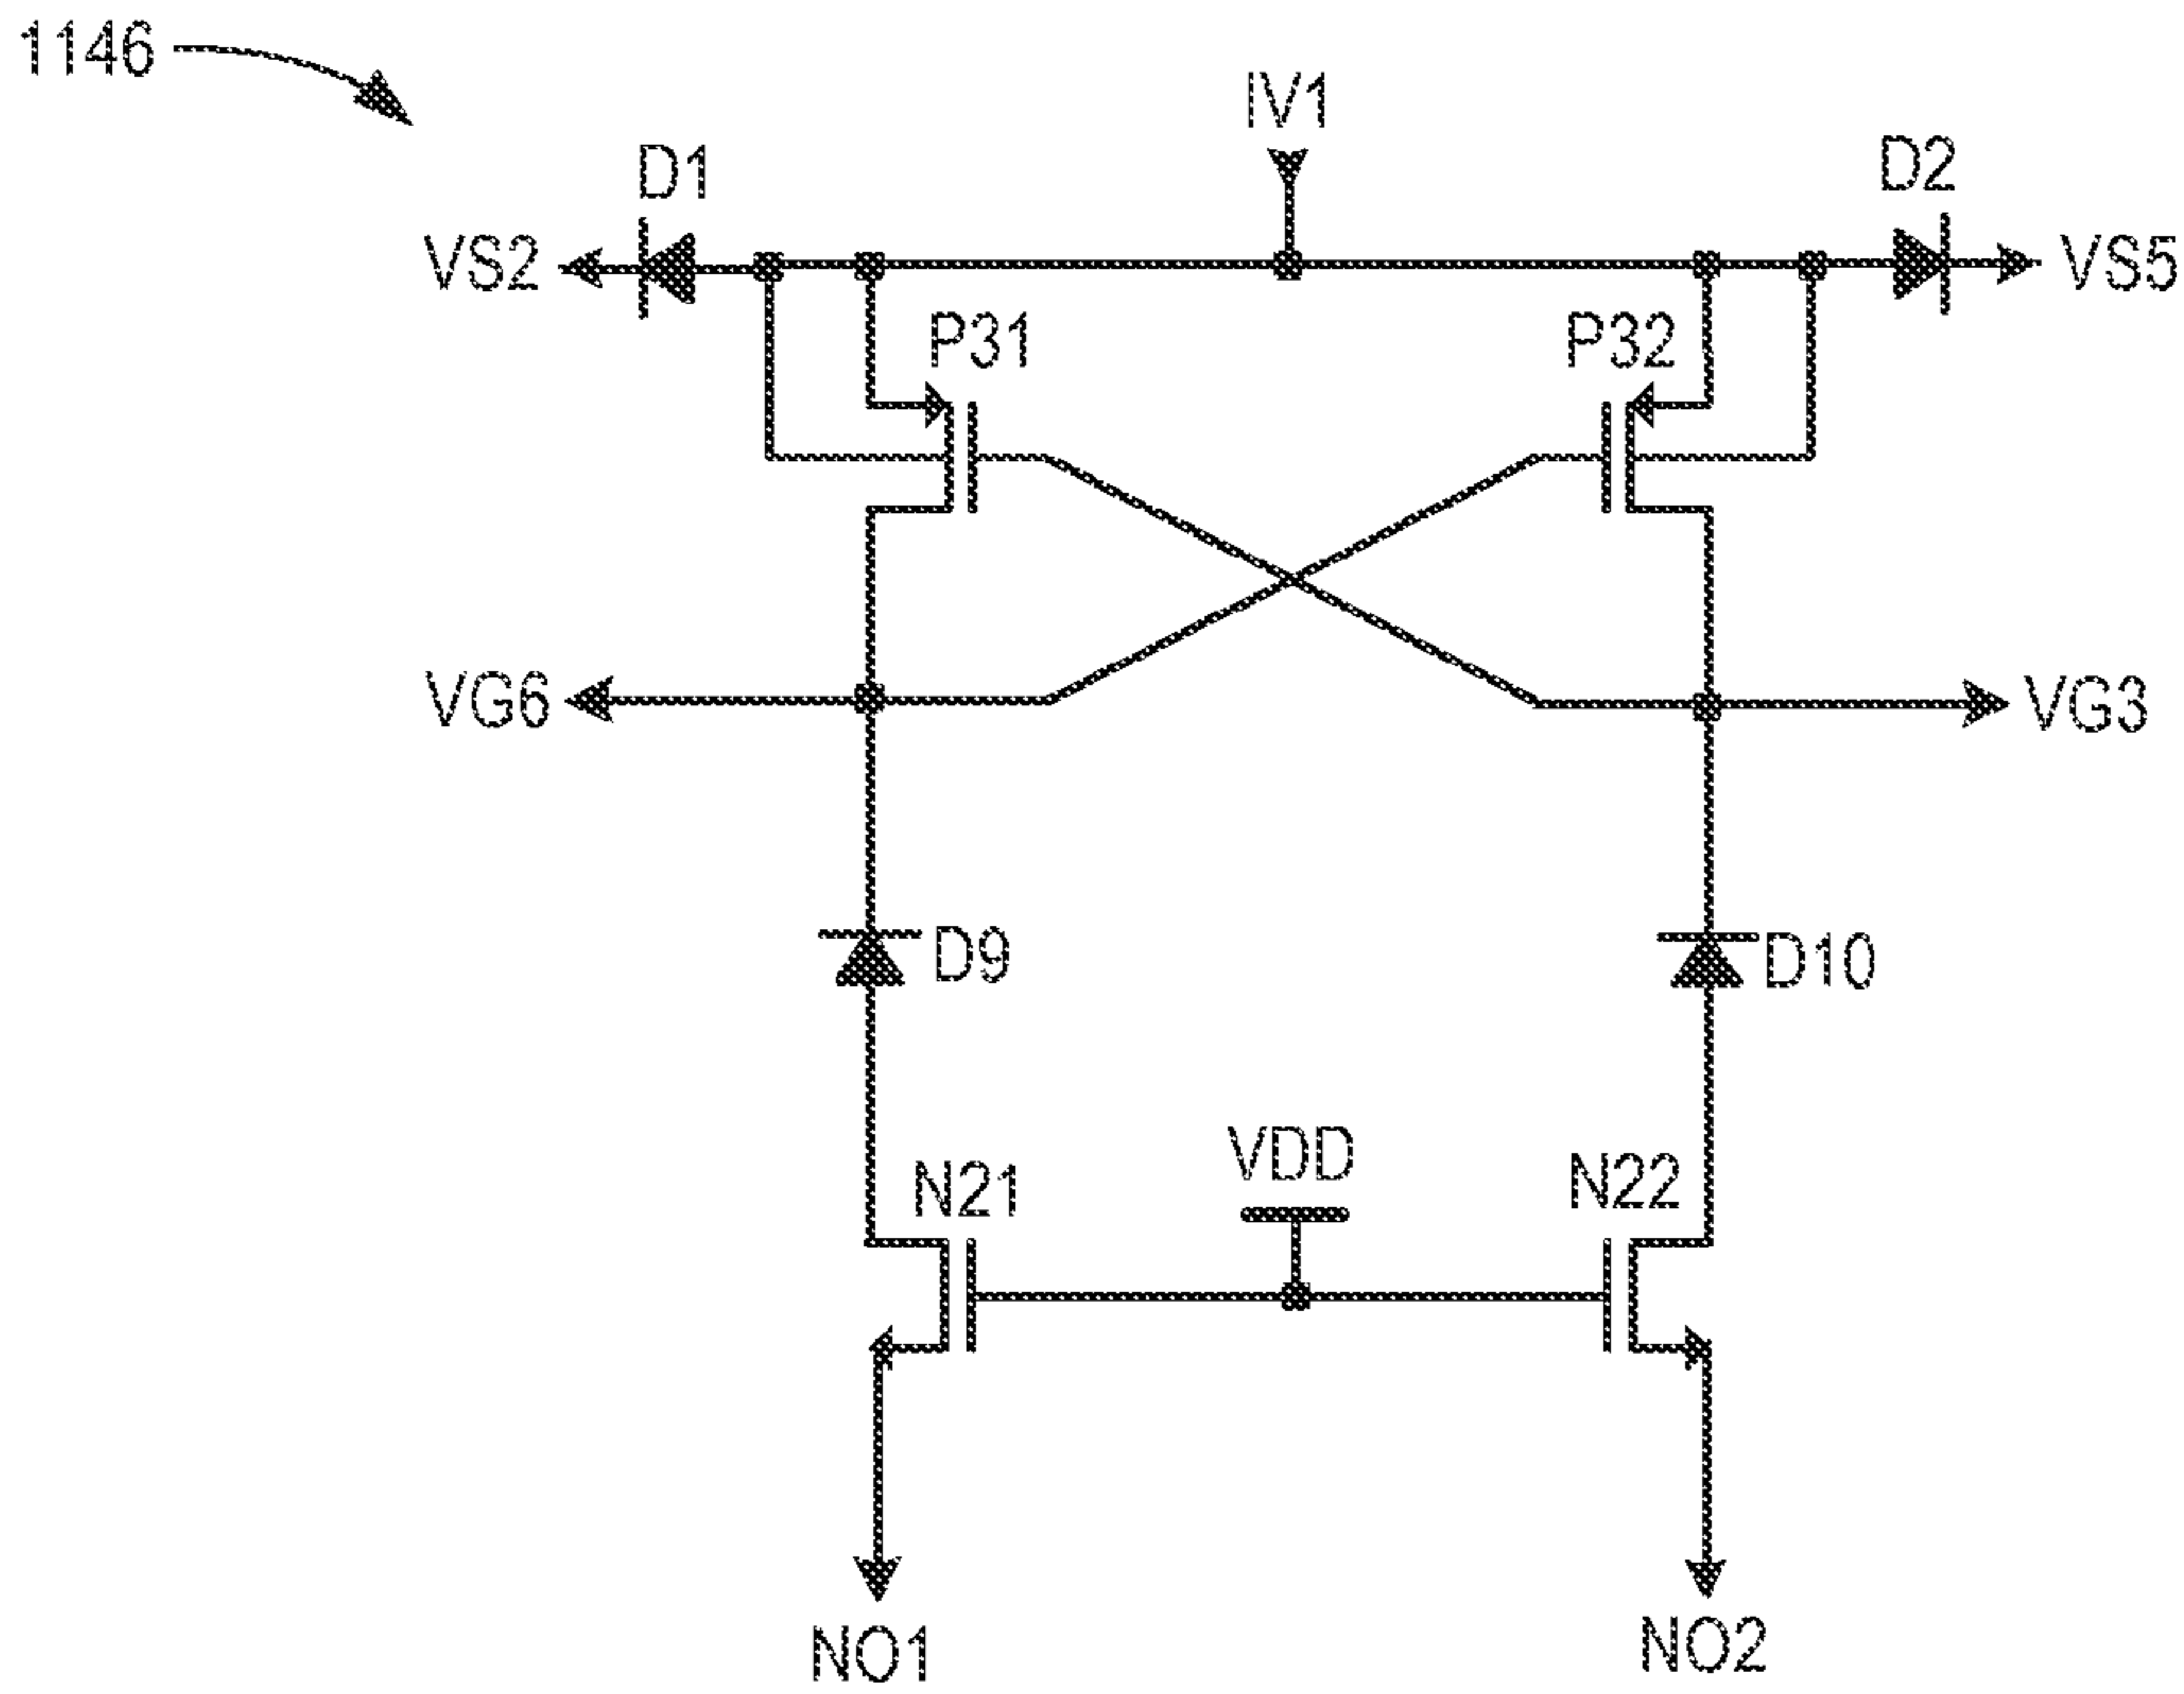 1146
IV1
D1
D2
VS2
VS5
P31
P32
VG6
VG3
D9
D10
VDD
N21
N22
NO1
NO2